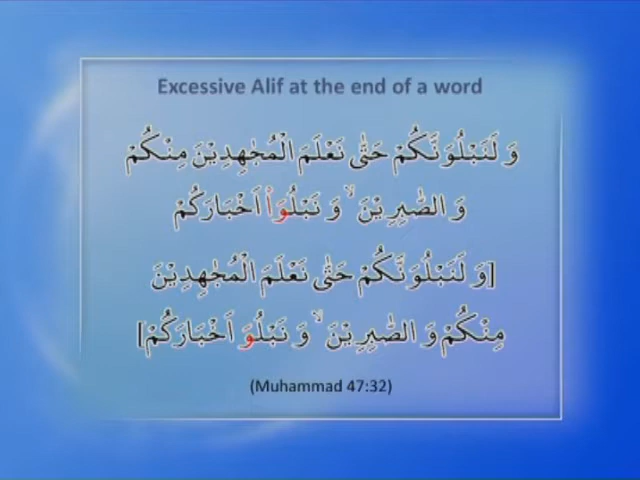 Excessive Alif at the end of a word
وَ لَنَبْلُوَنَّكُمْ حَتّٰى نَعْلَمَ الْمُجٰهِدِيْنَ مِنْكُمْ
وَ الصّٰبِرِيْنَ ۙ وَ نَبْلُوَا۟ اَخْبَارَكُمْ
[وَ لَنَبْلُوَنَّكُمْ حَتّٰى نَعْلَمَ الْمُجٰهِدِيْنَ
مِنْكُمْ وَ الصّٰبِرِيْنَ ۙ وَ نَبْلُوَ اَخْبَارَكُمْ]
(Muhammad 47:32)